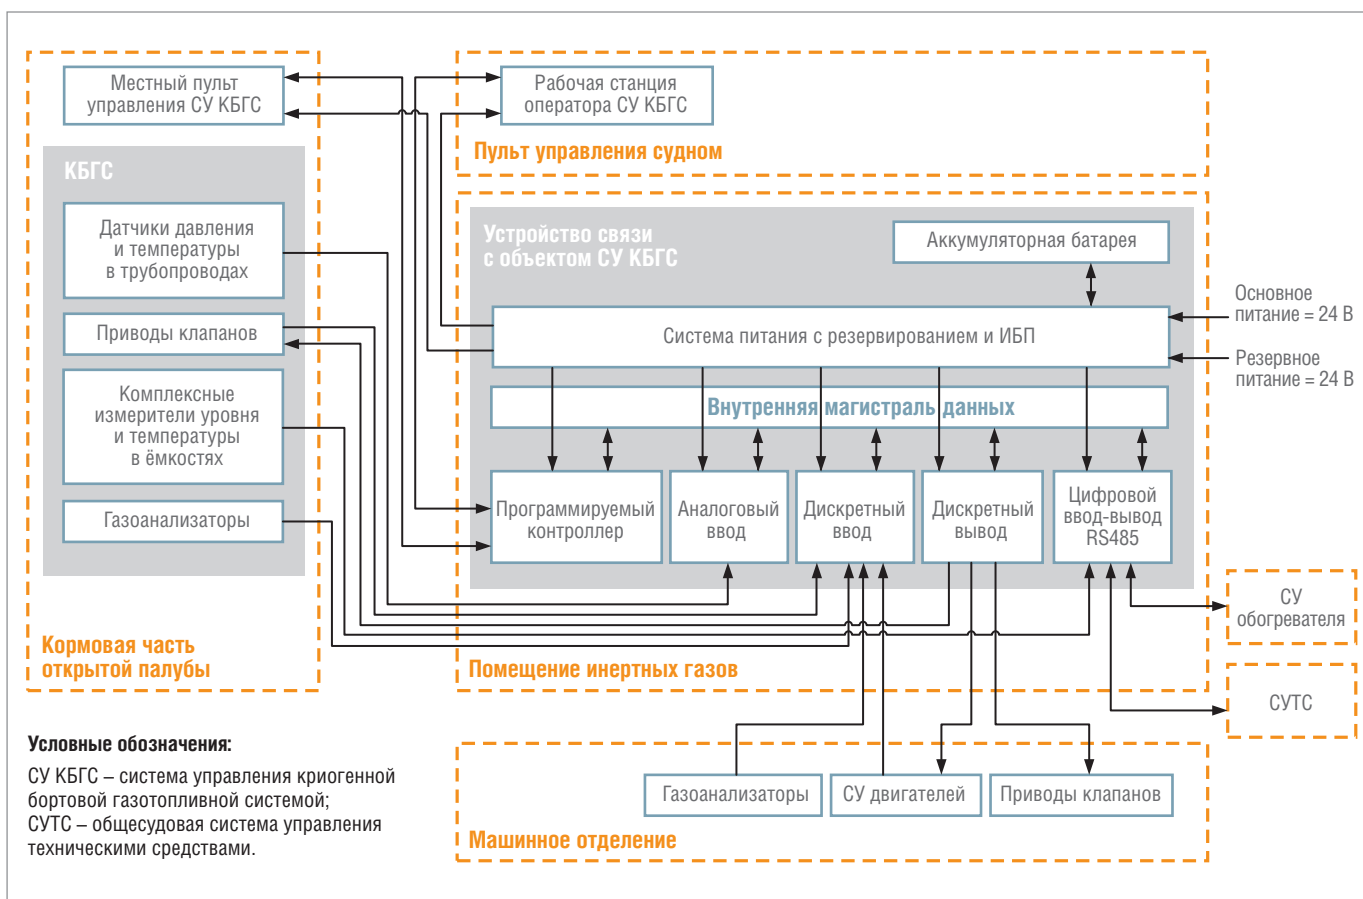 Местный пульт
управления СУ КБГС
КБГС
Датчики давления
и температуры
в трубопроводах
Приводы клапанов
Комплексные
измерители уровня
и температуры
в ёмкостях
Газоанализаторы
Кормовая часть
открытой палубы
Рабочая станция
оператора СУ КБГС
Пульт управления судном
Устройство связи
с объектом СУ КБГС
Аккумуляторная батарея
Система питания с резервированием и ИБП
Основное
питание = 24 В
Резервное
питание = 24 В
Внутренняя магистраль данных
Программируемый
контроллер
Аналоговый
ввод
Дискретный
ввод
Дискретный
вывод
Цифровой
ввод-вывод
RS485
Помещение инертных газов
СУ
обогревателя
СУТС
Газоанализаторы
СУ двигателей
Приводы клапанов
Машинное отделение
Условные обозначения:
СУ КБГС – система управления криогенной
бортовой газотопливной системой;
СУТС – общесудовая система управления
техническими средствами.